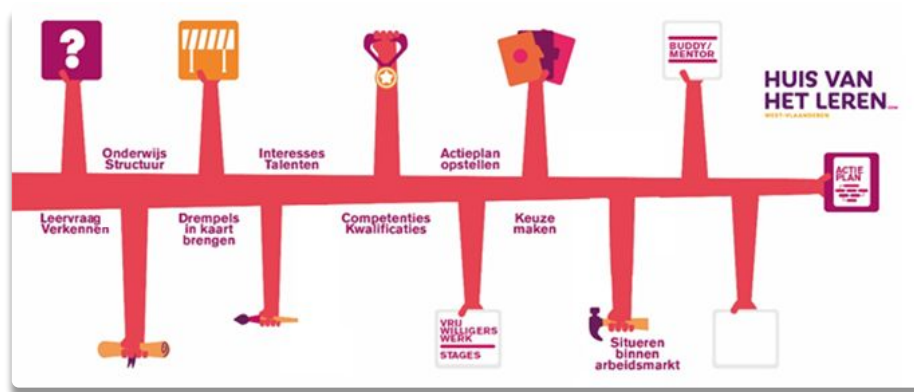 ?
BUDDY/
MENTOR
HUIS VAN
HET LEREN
WEST-VLAANDEREN
Onderwijs
Structuur
Interesses
Talenten
Actieplan
opstellen
ACTIE
PLAN
Leervraag
Verkennen
Drempels
in kaart
brengen
Competenties
Kwalificaties
Keuze
maken
VRIJ
WILLIGERS
WERK
STAGES
Situeren
binnen
arbeidsmarkt